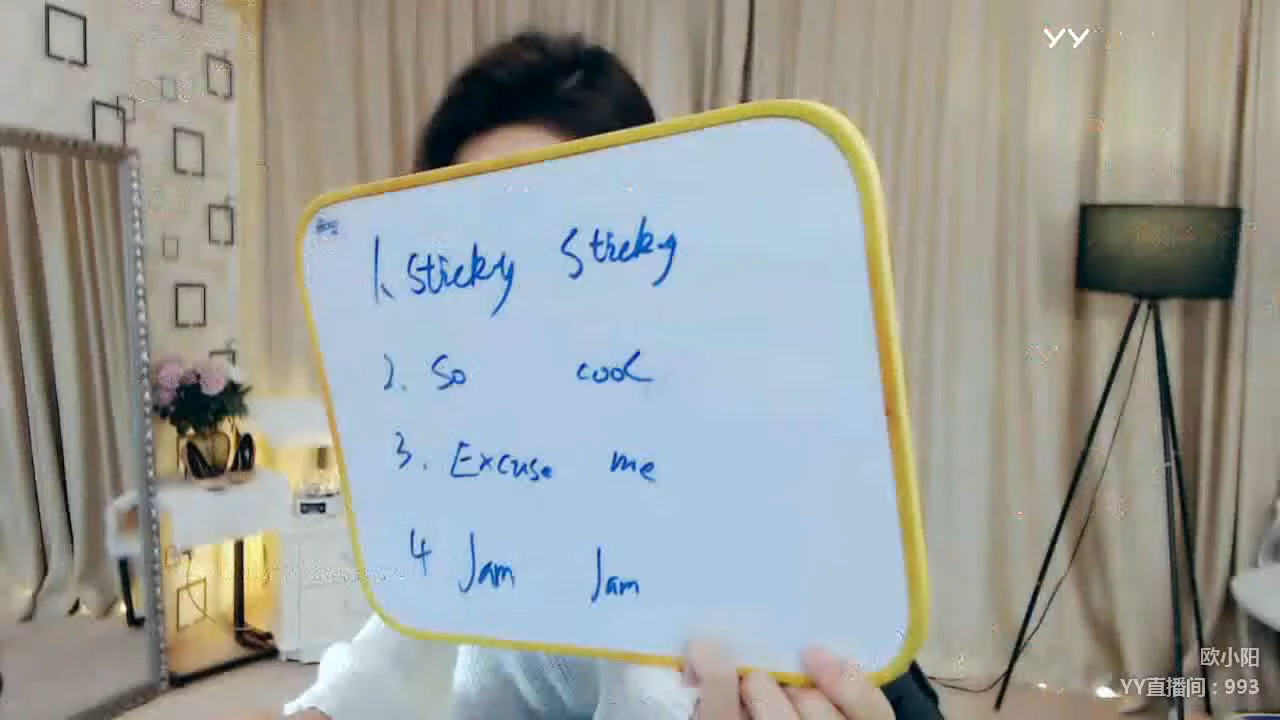 YY
1. Sticky Sticky
2. So cool
3. Excuse me
4 Jam Jam
欧小阳
YY直播间：993